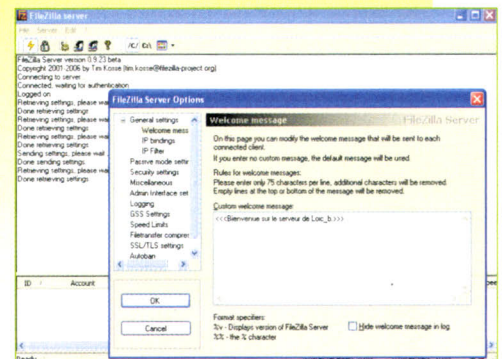 FileZilla server
File Server Edit ?
/C/ C:\
FileZilla Server version 0.9.23 beta
Copyright 2001-2006 by Tim Kosse (tim.kosse@filezilla-project.org)
Connecting to server
Connected, waiting for authentication
Logged on
Retrieving settings, please wa
Done retrieving settings
Retrieving settings, please wa
Done retrieving settings
Retrieving settings, please wa
Done retrieving settings
Sending settings, please wait
Done sending settings.
Retrieving settings, please wa
Done retrieving settings
FileZilla Server Options
General settings
Welcome mess
IP bindings
IP Filter
Passive mode settin
Security settings
Miscellaneous
Admin Interface set
Logging
GSS Settings
Speed Limits
Filetransfer compres
SSL/TLS settings
Autoban
OK
Cancel
Welcome message
FileZilla Server
On this page you can modify the welcome message that will be sent to each
connected client.
If you enter no custom message, the default message will be used.
Rules for welcome messages:
Please enter only 75 characters per line, additional characters will be removed.
Empty lines at the top or bottom of the message will be removed.
Custom welcome message:
<<<Bienvenue sur le serveur de Loic_b.>>>
Format specifiers:
%v - Displays version of FileZilla Server
%% - the % character
Hide welcome message in log
ID / Account
Ready